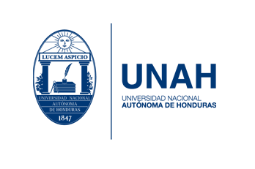 LUCEM ASPICIO
UNIVERSIDAD NACIONAL
AUTÓNOMA
DE HONDURAS
1847
UNAH
UNIVERSIDAD NACIONAL
AUTÓNOMA DE HONDURAS